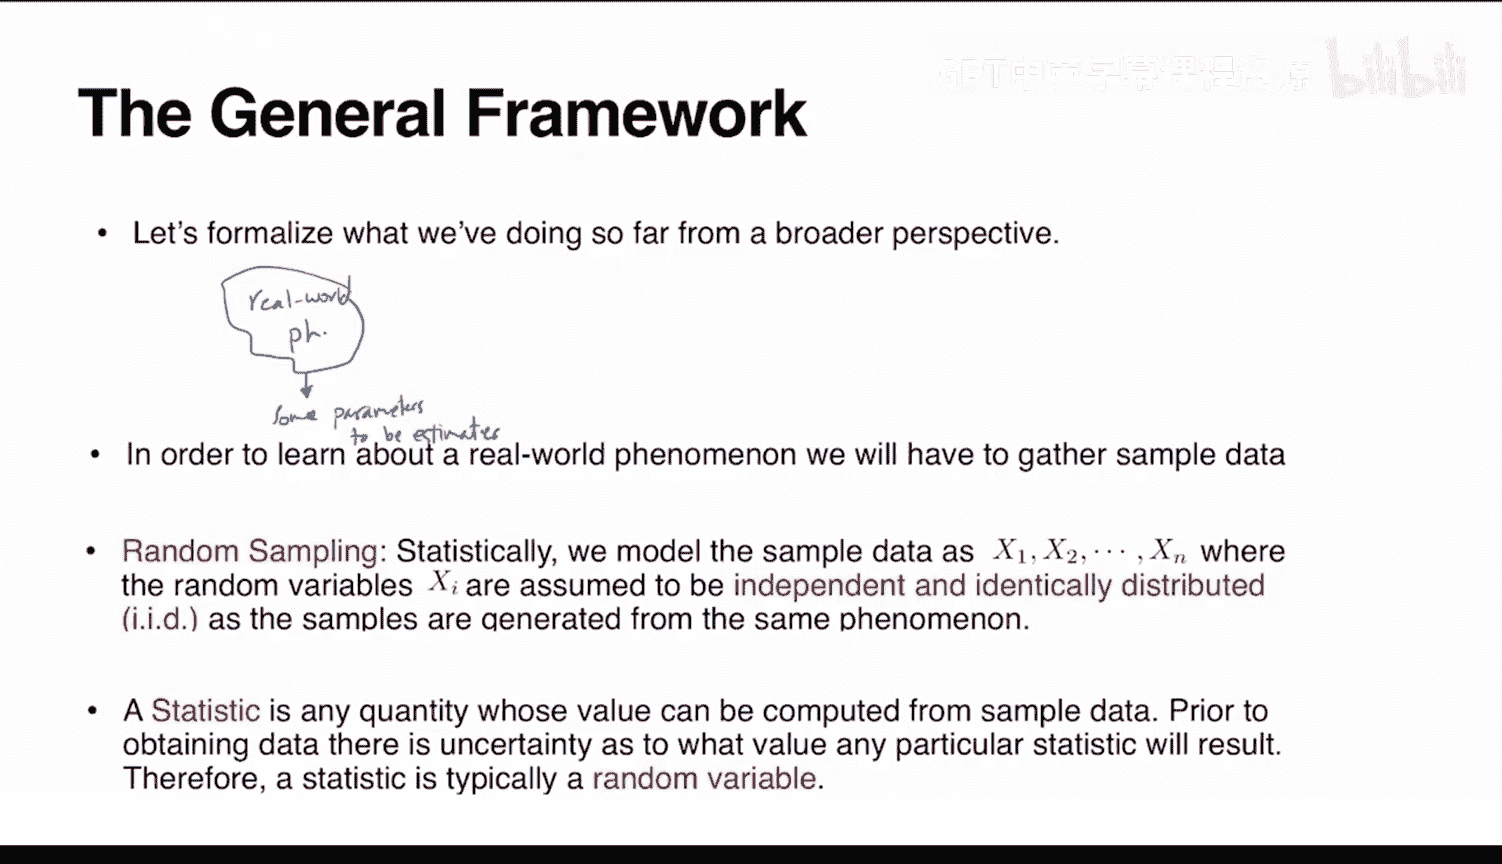 The General Framework
bilibili
• Let's formalize what we've doing so far from a broader perspective.
real-world
ph.
some parameters
to be estimates
• In order to learn about a real-world phenomenon we will have to gather sample data
• Random Sampling: Statistically, we model the sample data as X₁, X₂, ⋯ , Xₙ where
the random variables Xᵢ are assumed to be independent and identically distributed
(i.i.d.) as the samples are generated from the same phenomenon.
• A Statistic is any quantity whose value can be computed from sample data. Prior to
obtaining data there is uncertainty as to what value any particular statistic will result.
Therefore, a statistic is typically a random variable.